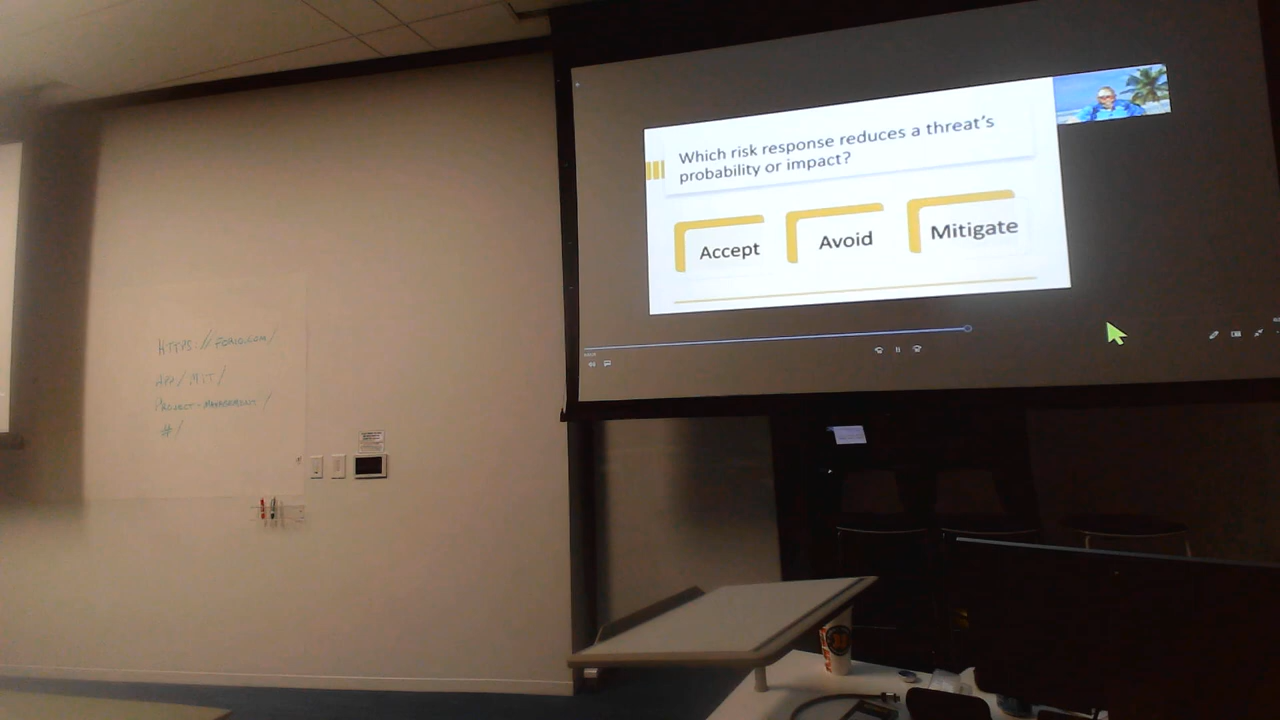 HTTPS://FORIO.COM/
APP/MIT/
PROJECT-MANAGEMENT/
#/
Which risk response reduces a threat's
probability or impact?
Accept
Avoid
Mitigate